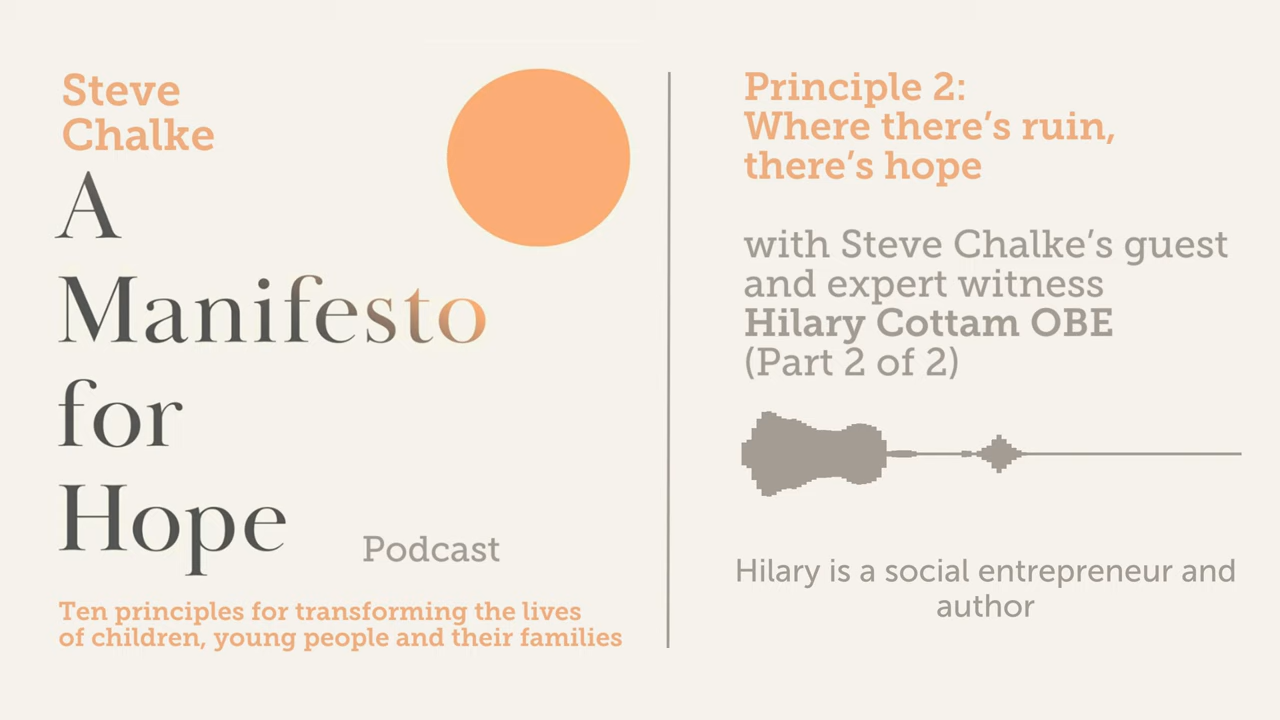 Steve
Chalke
A
Manifesto
for
Hope
Podcast
Ten principles for transforming the lives
of children, young people and their families
Principle 2:
Where there’s ruin,
there’s hope
with Steve Chalke’s guest
and expert witness
Hilary Cottam OBE
(Part 2 of 2)
Hilary is a social entrepreneur and
author